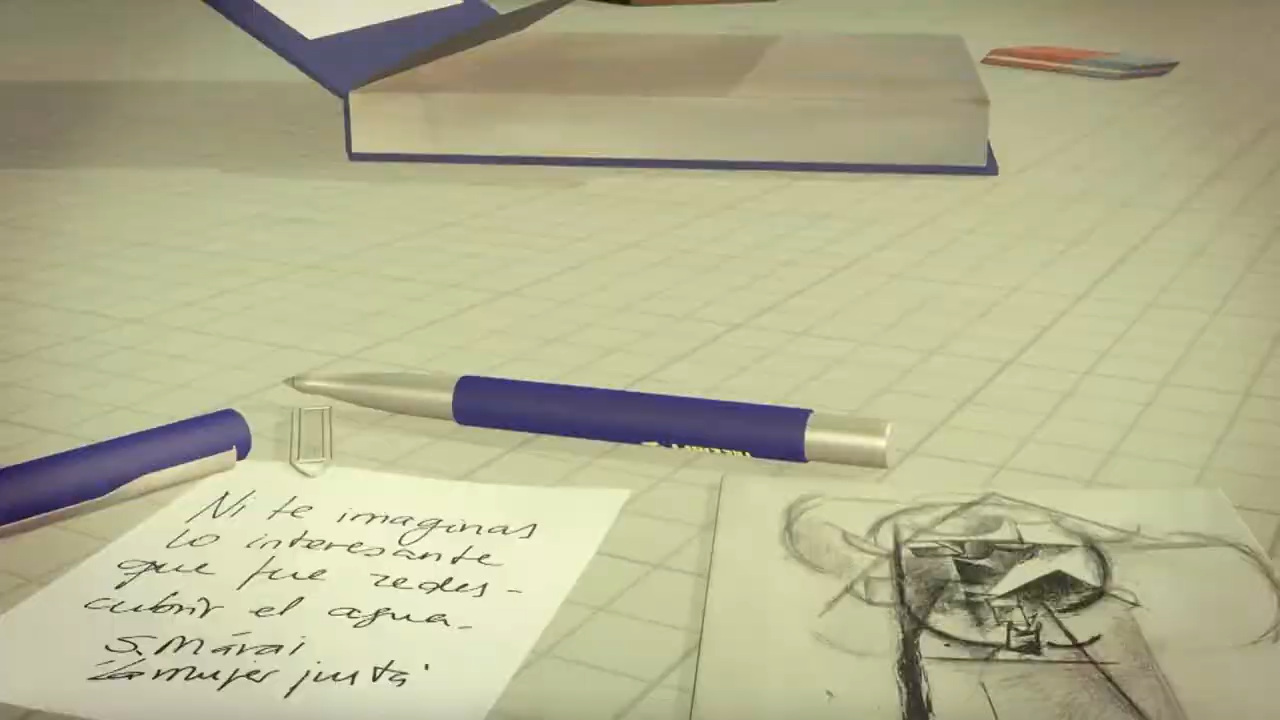 Ni te imaginas
lo interesante
que fue redes-
cubrir el agua.
S. Márai
"La mujer justa"